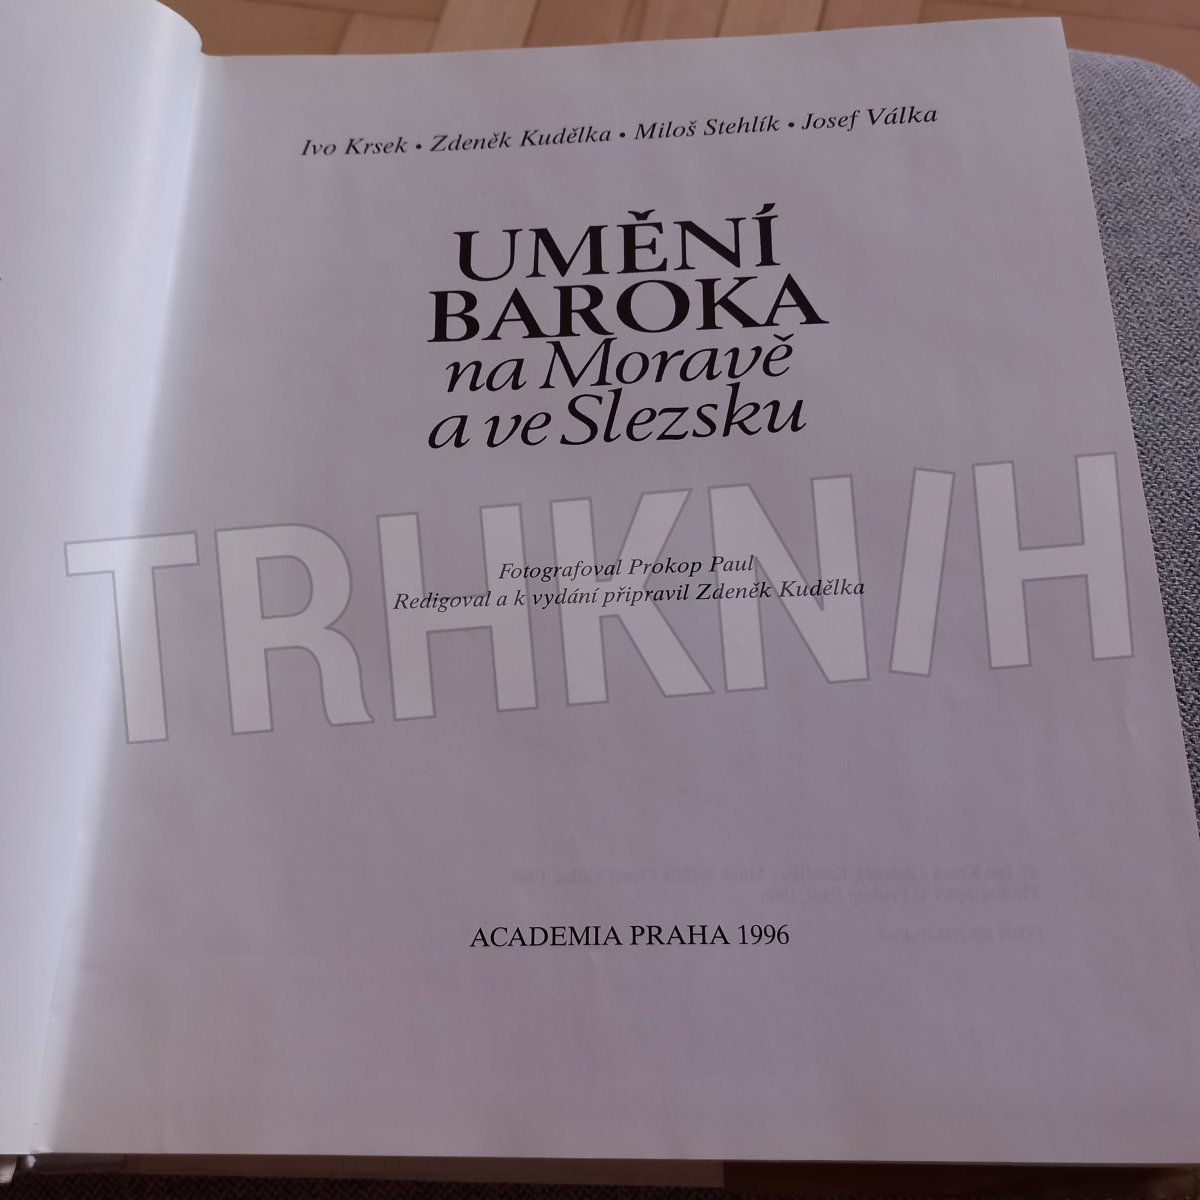 Ivo Krsek • Zdeněk Kudělka • Miloš Stehlík • Josef Válka
UMĚNÍ
BAROKA
na Moravě
a ve Slezsku
TRHKN/H
Fotografoval Prokop Paul
Redigoval a k vydání připravil Zdeněk Kudělka
ACADEMIA PRAHA 1996